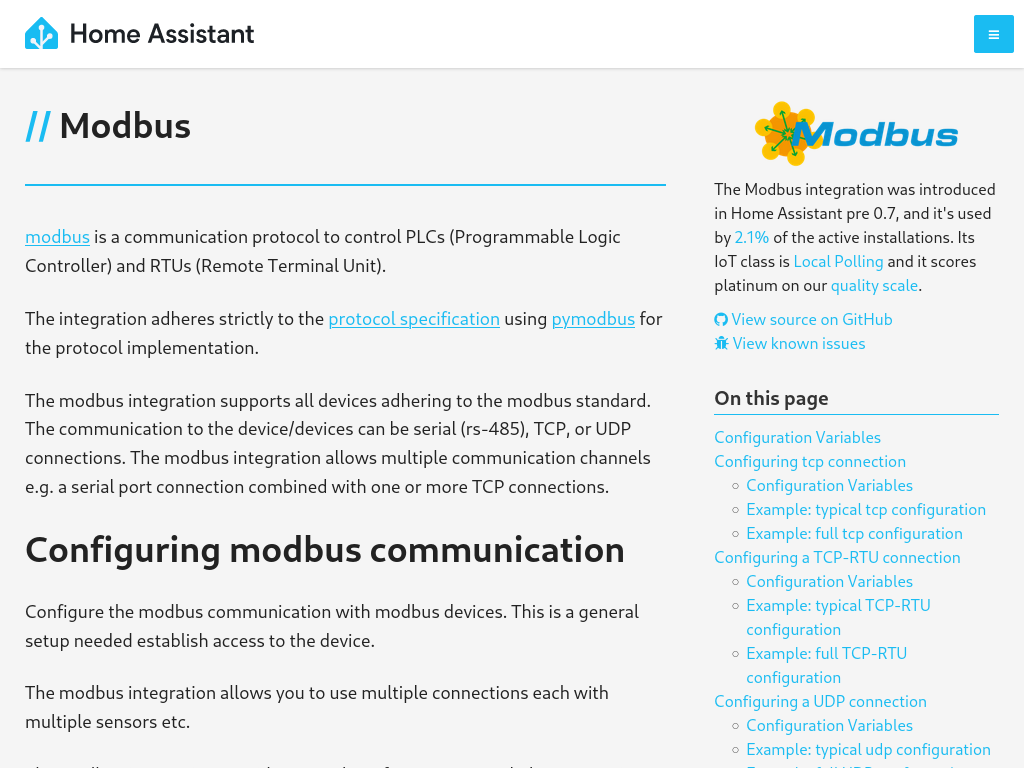 Home Assistant
≡
// Modbus
modbus is a communication protocol to control PLCs (Programmable Logic
Controller) and RTUs (Remote Terminal Unit).
The integration adheres strictly to the protocol specification using pymodbus for
the protocol implementation.
The modbus integration supports all devices adhering to the modbus standard.
The communication to the device/devices can be serial (rs-485), TCP, or UDP
connections. The modbus integration allows multiple communication channels
e.g. a serial port connection combined with one or more TCP connections.
Configuring modbus communication
Configure the modbus communication with modbus devices. This is a general
setup needed establish access to the device.
The modbus integration allows you to use multiple connections each with
multiple sensors etc.
Modbus
The Modbus integration was introduced
in Home Assistant pre 0.7, and it's used
by 2.1% of the active installations. Its
IoT class is Local Polling and it scores
platinum on our quality scale.
View source on GitHub
View known issues
On this page
Configuration Variables
Configuring tcp connection
○ Configuration Variables
○ Example: typical tcp configuration
○ Example: full tcp configuration
Configuring a TCP-RTU connection
○ Configuration Variables
○ Example: typical TCP-RTU
configuration
○ Example: full TCP-RTU
configuration
Configuring a UDP connection
○ Configuration Variables
○ Example: typical udp configuration